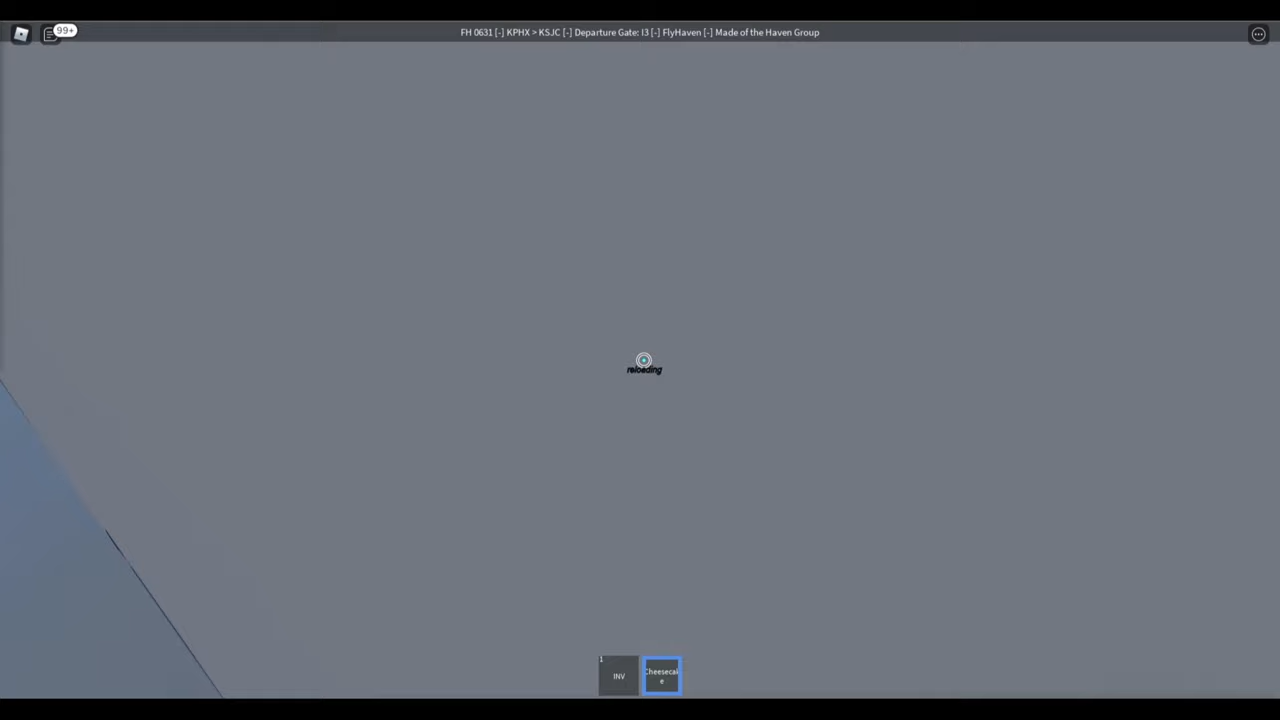 99+
FH 0631 [-] KPHX > KSJC [-] Departure Gate: I3 [-] FlyHaven [-] Made of the Haven Group
reloading
1
INV
Cheesecak
e